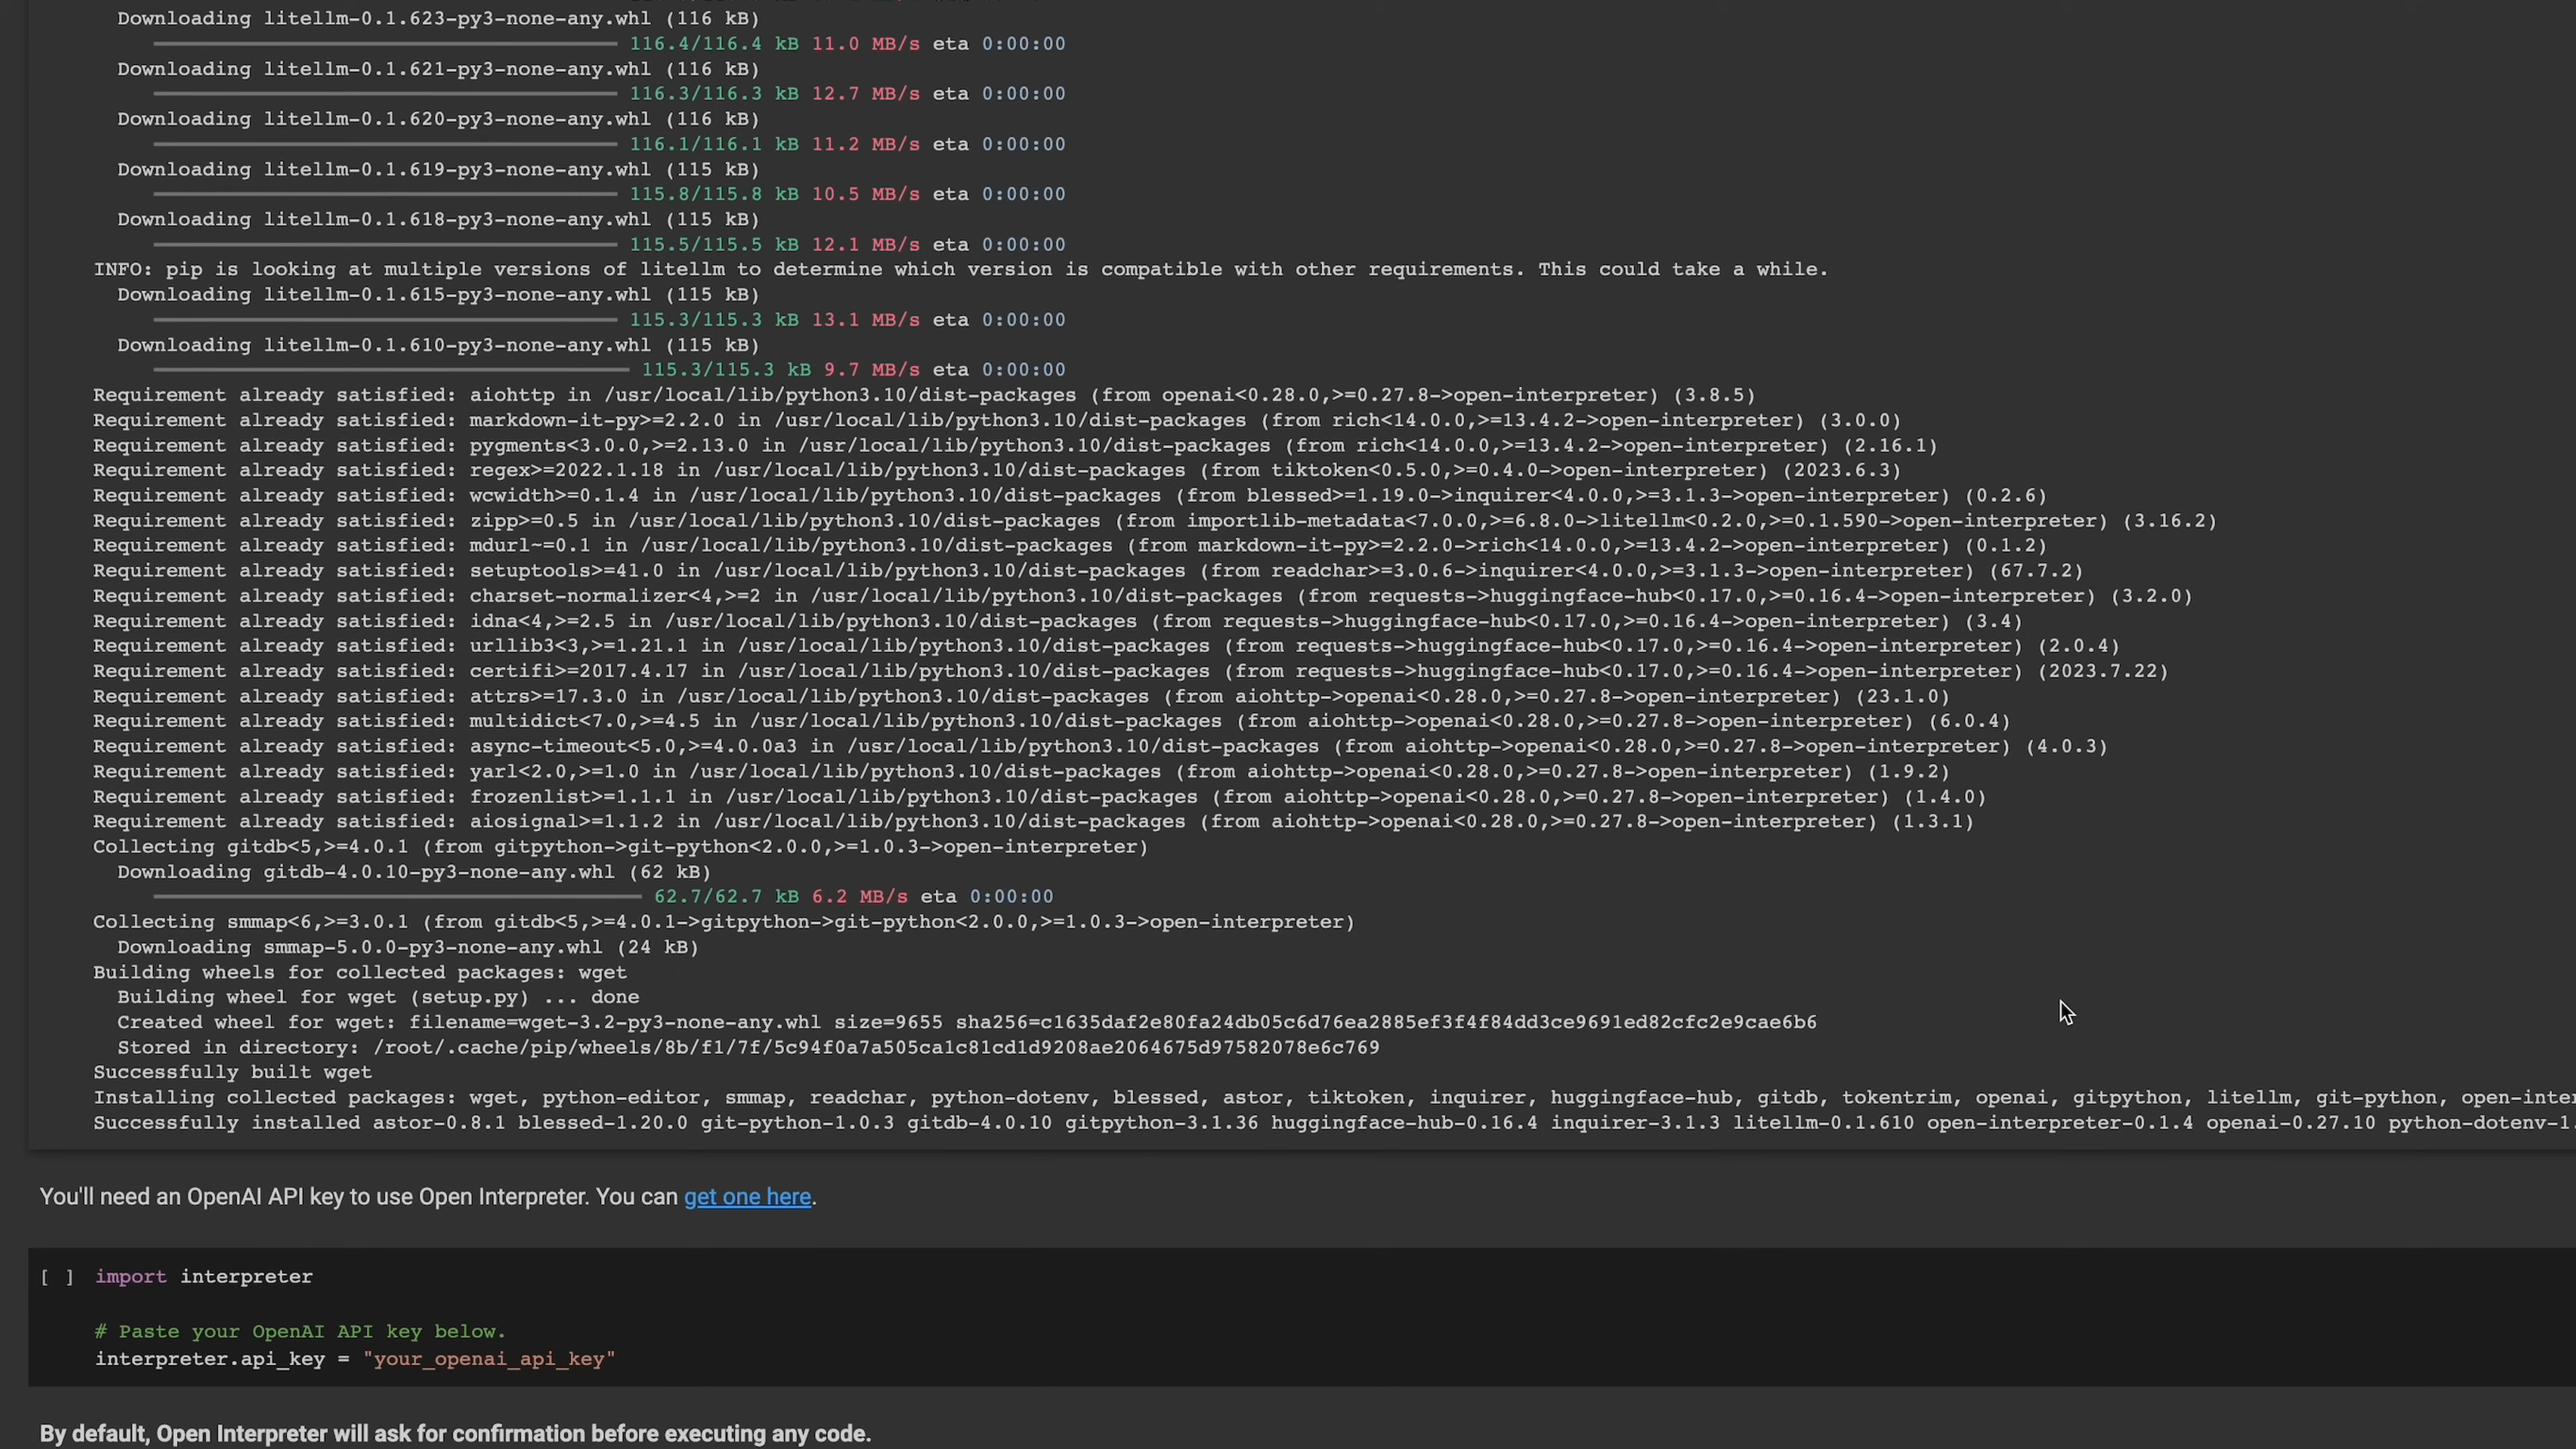 Downloading litellm-0.1.623-py3-none-any.whl (116 kB)
116.4/116.4 kB 11.0 MB/s eta 0:00:00
Downloading litellm-0.1.621-py3-none-any.whl (116 kB)
116.3/116.3 kB 12.7 MB/s eta 0:00:00
Downloading litellm-0.1.620-py3-none-any.whl (116 kB)
116.1/116.1 kB 11.2 MB/s eta 0:00:00
Downloading litellm-0.1.619-py3-none-any.whl (115 kB)
115.8/115.8 kB 10.5 MB/s eta 0:00:00
Downloading litellm-0.1.618-py3-none-any.whl (115 kB)
115.5/115.5 kB 12.1 MB/s eta 0:00:00
INFO: pip is looking at multiple versions of litellm to determine which version is compatible with other requirements. This could take a while.
Downloading litellm-0.1.615-py3-none-any.whl (115 kB)
115.3/115.3 kB 13.1 MB/s eta 0:00:00
Downloading litellm-0.1.610-py3-none-any.whl (115 kB)
115.3/115.3 kB 9.7 MB/s eta 0:00:00
Requirement already satisfied: aiohttp in /usr/local/lib/python3.10/dist-packages (from openai<0.28.0,>=0.27.8->open-interpreter) (3.8.5)
Requirement already satisfied: markdown-it-py>=2.2.0 in /usr/local/lib/python3.10/dist-packages (from rich<14.0.0,>=13.4.2->open-interpreter) (3.0.0)
Requirement already satisfied: pygments<3.0.0,>=2.13.0 in /usr/local/lib/python3.10/dist-packages (from rich<14.0.0,>=13.4.2->open-interpreter) (2.16.1)
Requirement already satisfied: regex>=2022.1.18 in /usr/local/lib/python3.10/dist-packages (from tiktoken<0.5.0,>=0.4.0->open-interpreter) (2023.6.3)
Requirement already satisfied: wcwidth>=0.1.4 in /usr/local/lib/python3.10/dist-packages (from blessed>=1.19.0->inquirer<4.0.0,>=3.1.3->open-interpreter) (0.2.6)
Requirement already satisfied: zipp>=0.5 in /usr/local/lib/python3.10/dist-packages (from importlib-metadata<7.0.0,>=6.8.0->litellm<0.2.0,>=0.1.590->open-interpreter) (3.16.2)
Requirement already satisfied: mdurl~=0.1 in /usr/local/lib/python3.10/dist-packages (from markdown-it-py>=2.2.0->rich<14.0.0,>=13.4.2->open-interpreter) (0.1.2)
Requirement already satisfied: setuptools>=41.0 in /usr/local/lib/python3.10/dist-packages (from readchar>=3.0.6->inquirer<4.0.0,>=3.1.3->open-interpreter) (67.7.2)
Requirement already satisfied: charset-normalizer<4,>=2 in /usr/local/lib/python3.10/dist-packages (from requests->huggingface-hub<0.17.0,>=0.16.4->open-interpreter) (3.2.0)
Requirement already satisfied: idna<4,>=2.5 in /usr/local/lib/python3.10/dist-packages (from requests->huggingface-hub<0.17.0,>=0.16.4->open-interpreter) (3.4)
Requirement already satisfied: urllib3<3,>=1.21.1 in /usr/local/lib/python3.10/dist-packages (from requests->huggingface-hub<0.17.0,>=0.16.4->open-interpreter) (2.0.4)
Requirement already satisfied: certifi>=2017.4.17 in /usr/local/lib/python3.10/dist-packages (from requests->huggingface-hub<0.17.0,>=0.16.4->open-interpreter) (2023.7.22)
Requirement already satisfied: attrs>=17.3.0 in /usr/local/lib/python3.10/dist-packages (from aiohttp->openai<0.28.0,>=0.27.8->open-interpreter) (23.1.0)
Requirement already satisfied: multidict<7.0,>=4.5 in /usr/local/lib/python3.10/dist-packages (from aiohttp->openai<0.28.0,>=0.27.8->open-interpreter) (6.0.4)
Requirement already satisfied: async-timeout<5.0,>=4.0.0a3 in /usr/local/lib/python3.10/dist-packages (from aiohttp->openai<0.28.0,>=0.27.8->open-interpreter) (4.0.3)
Requirement already satisfied: yarl<2.0,>=1.0 in /usr/local/lib/python3.10/dist-packages (from aiohttp->openai<0.28.0,>=0.27.8->open-interpreter) (1.9.2)
Requirement already satisfied: frozenlist>=1.1.1 in /usr/local/lib/python3.10/dist-packages (from aiohttp->openai<0.28.0,>=0.27.8->open-interpreter) (1.4.0)
Requirement already satisfied: aiosignal>=1.1.2 in /usr/local/lib/python3.10/dist-packages (from aiohttp->openai<0.28.0,>=0.27.8->open-interpreter) (1.3.1)
Collecting gitdb<5,>=4.0.1 (from gitpython->git-python<2.0.0,>=1.0.3->open-interpreter)
Downloading gitdb-4.0.10-py3-none-any.whl (62 kB)
62.7/62.7 kB 6.2 MB/s eta 0:00:00
Collecting smmap<6,>=3.0.1 (from gitdb<5,>=4.0.1->gitpython->git-python<2.0.0,>=1.0.3->open-interpreter)
Downloading smmap-5.0.0-py3-none-any.whl (24 kB)
Building wheels for collected packages: wget
Building wheel for wget (setup.py) ... done
Created wheel for wget: filename=wget-3.2-py3-none-any.whl size=9655 sha256=c1635daf2e80fa24db05c6d76ea2885ef3f4f84dd3ce9691ed82cfc2e9cae6b6
Stored in directory: /root/.cache/pip/wheels/8b/f1/7f/5c94f0a7a505ca1c81cd1d9208ae2064675d97582078e6c769
Successfully built wget
Installing collected packages: wget, python-editor, smmap, readchar, python-dotenv, blessed, astor, tiktoken, inquirer, huggingface-hub, gitdb, tokentrim, openai, gitpython, litellm, git-python, open-inter
Successfully installed astor-0.8.1 blessed-1.20.0 git-python-1.0.3 gitdb-4.0.10 gitpython-3.1.36 huggingface-hub-0.16.4 inquirer-3.1.3 litellm-0.1.610 open-interpreter-0.1.4 openai-0.27.10 python-dotenv-1.
You'll need an OpenAI API key to use Open Interpreter. You can get one here.
[ ] import interpreter
# Paste your OpenAI API key below.
interpreter.api_key = "your_openai_api_key"
By default, Open Interpreter will ask for confirmation before executing any code.